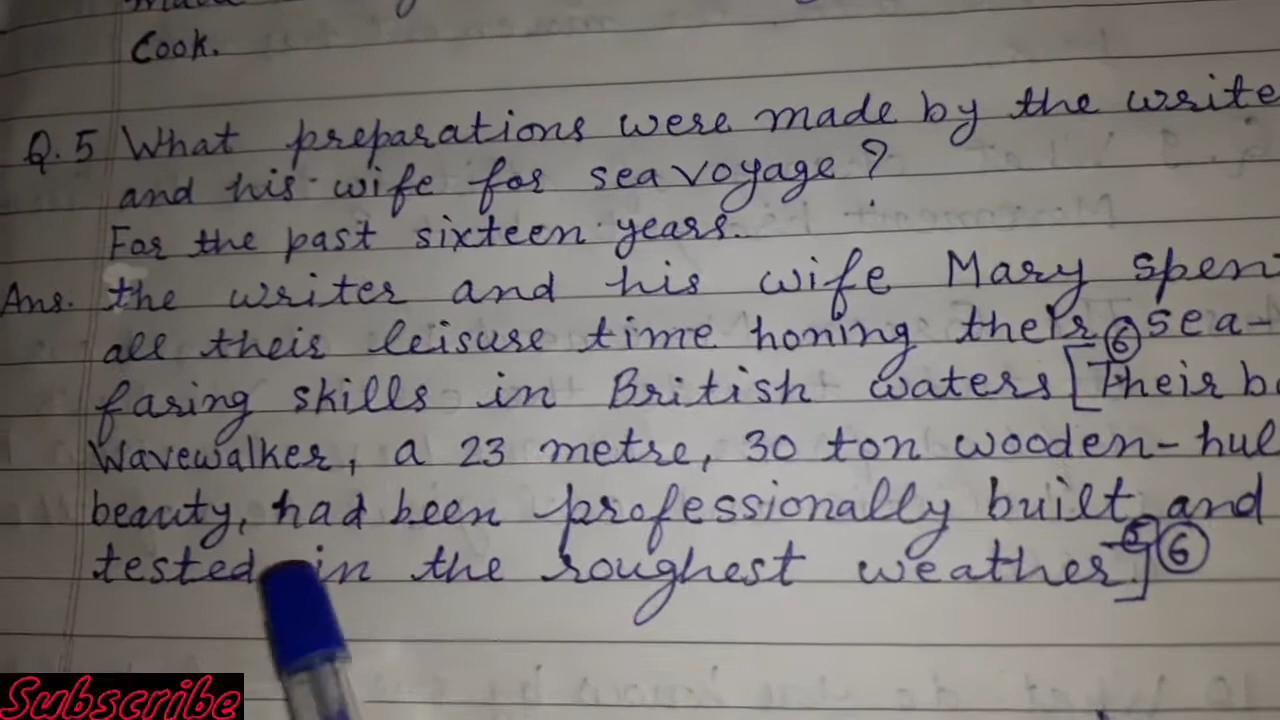 Cook.
Q.5 What preparations were made by the write
and his wife for sea voyage?
For the past sixteen years.
Ans. the writer and his wife Mary spen
all their leisure time honing their ⑥ sea-
faring skills in British waters [Their b
Wavewalker, a 23 metre, 30 ton wooden-hul
beauty, had been professionally built and
tested in the roughest weather.] ⑥
Subscribe